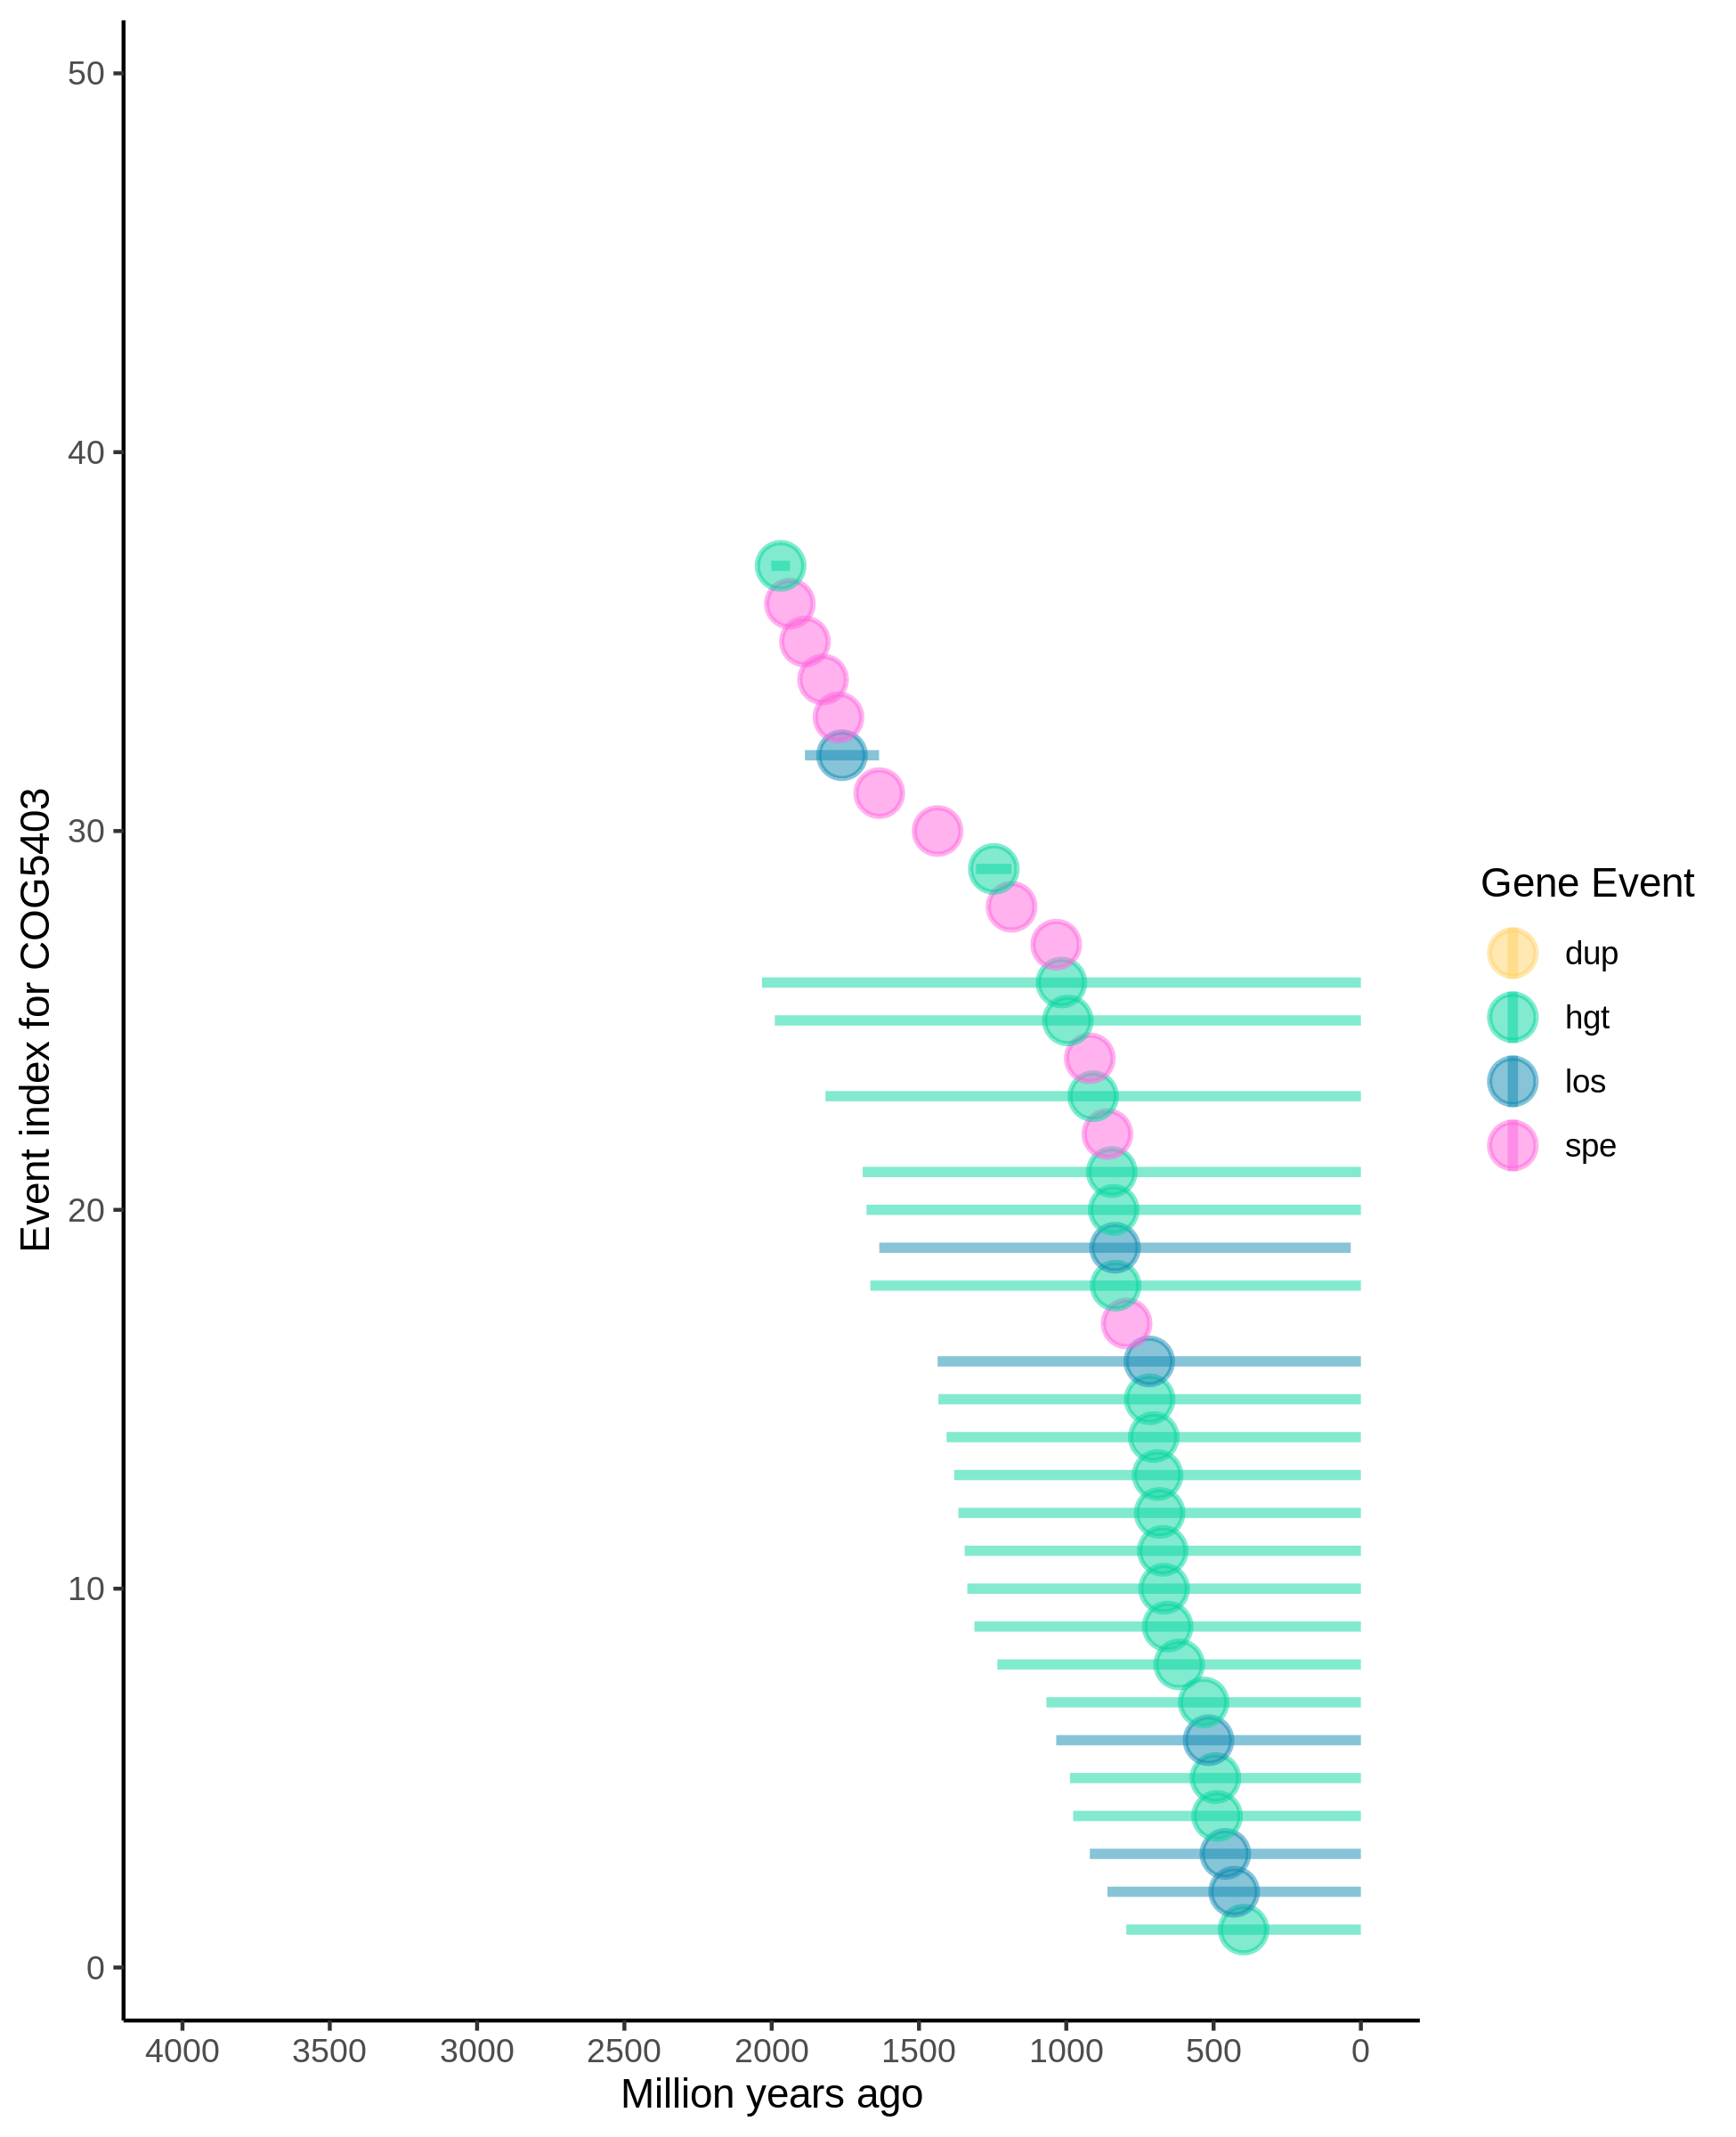 50
40
30
20
10
0
Event index for COG5403
4000 3500 3000 2500 2000 1500 1000 500 0
Million years ago
Gene Event
dup
hgt
los
spe